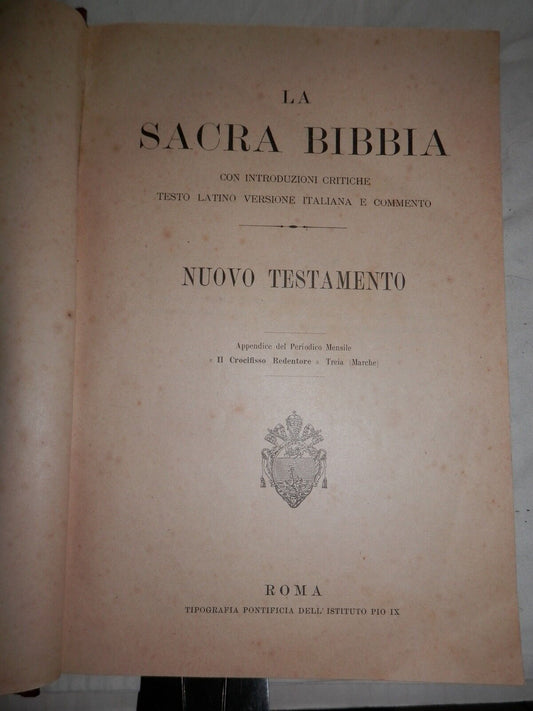 LA
SACRA BIBBIA
CON INTRODUZIONI CRITICHE
TESTO LATINO VERSIONE ITALIANA E COMMENTO
NUOVO TESTAMENTO
Appendice del Periodico Mensile
« Il Crocifisso Redentore » Treia (Marche)
ROMA
TIPOGRAFIA PONTIFICIA DELL' ISTITUTO PIO IX